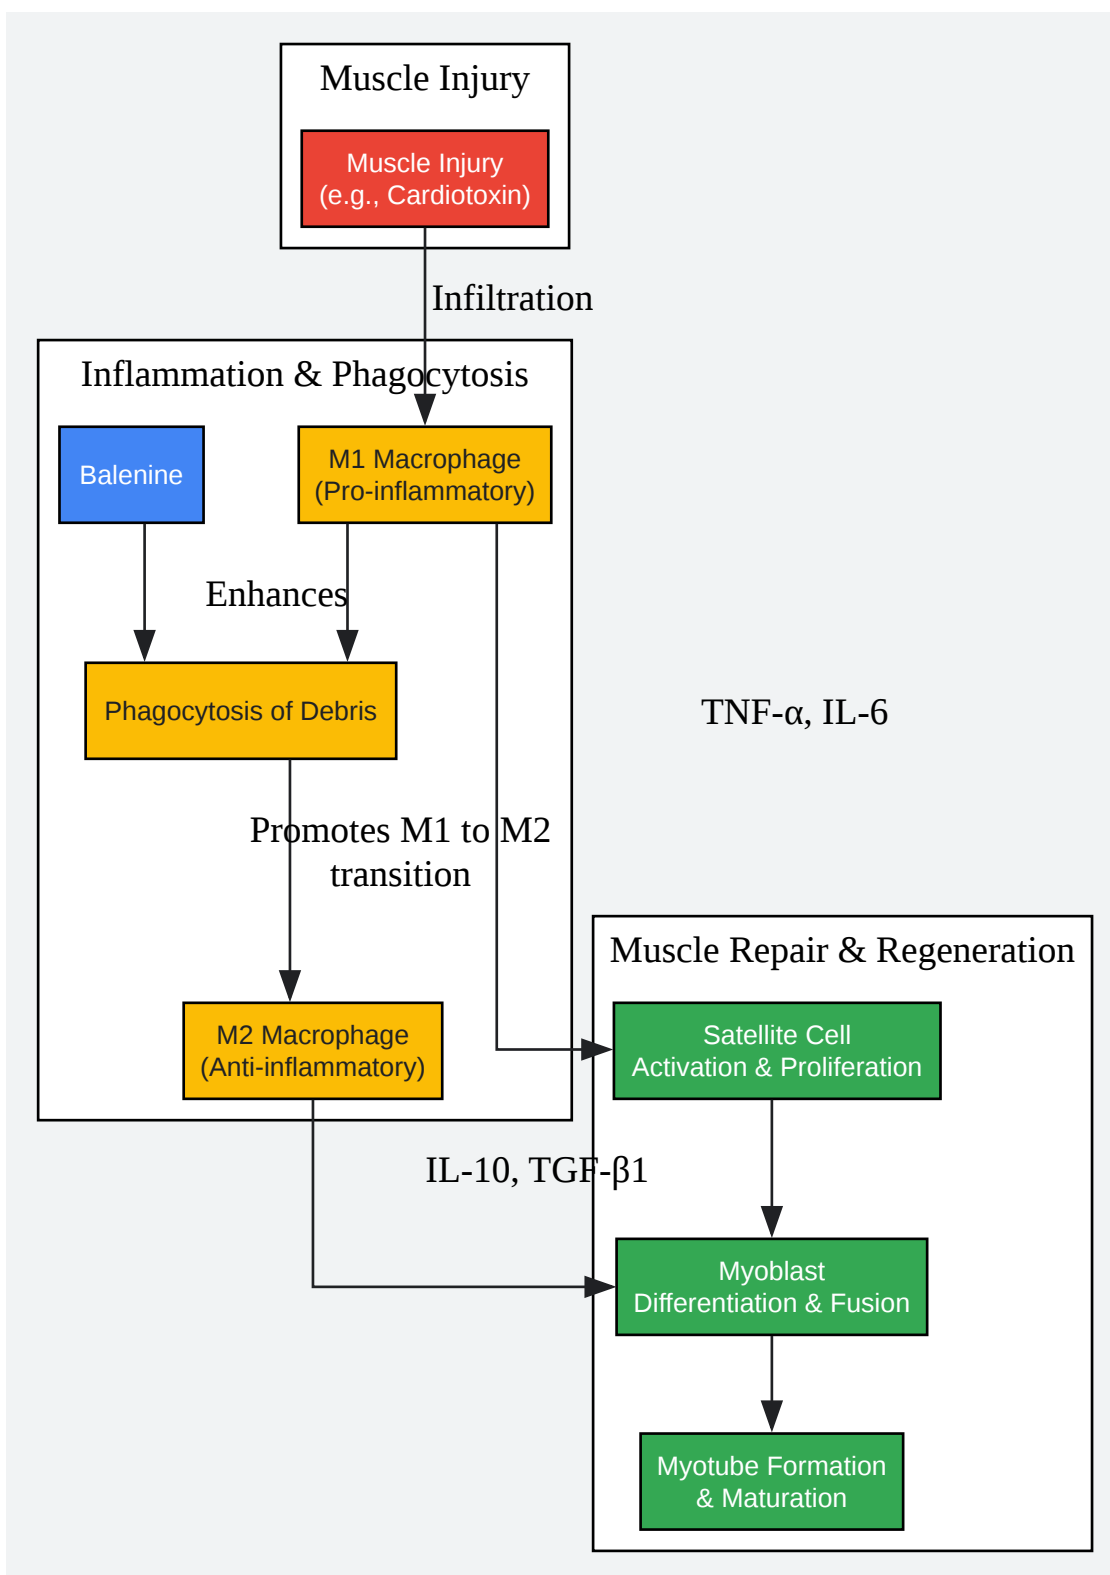 Muscle Injury
Muscle Injury
(e.g., Cardiotoxin)
Infiltration
Inflammation & Phagocytosis
Balenine
M1 Macrophage
(Pro-inflammatory)
Enhances
Phagocytosis of Debris
TNF-α, IL-6
Promotes M1 to M2
transition
Muscle Repair & Regeneration
M2 Macrophage
(Anti-inflammatory)
Satellite Cell
Activation & Proliferation
IL-10, TGF-β1
Myoblast
Differentiation & Fusion
Myotube Formation
& Maturation